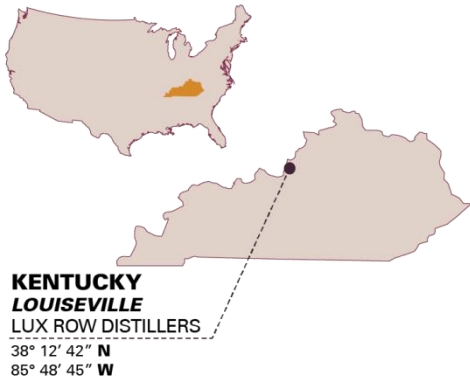 KENTUCKY
LOUISEVILLE
LUX ROW DISTILLERS
38° 12’ 42” N
85° 48’ 45” W